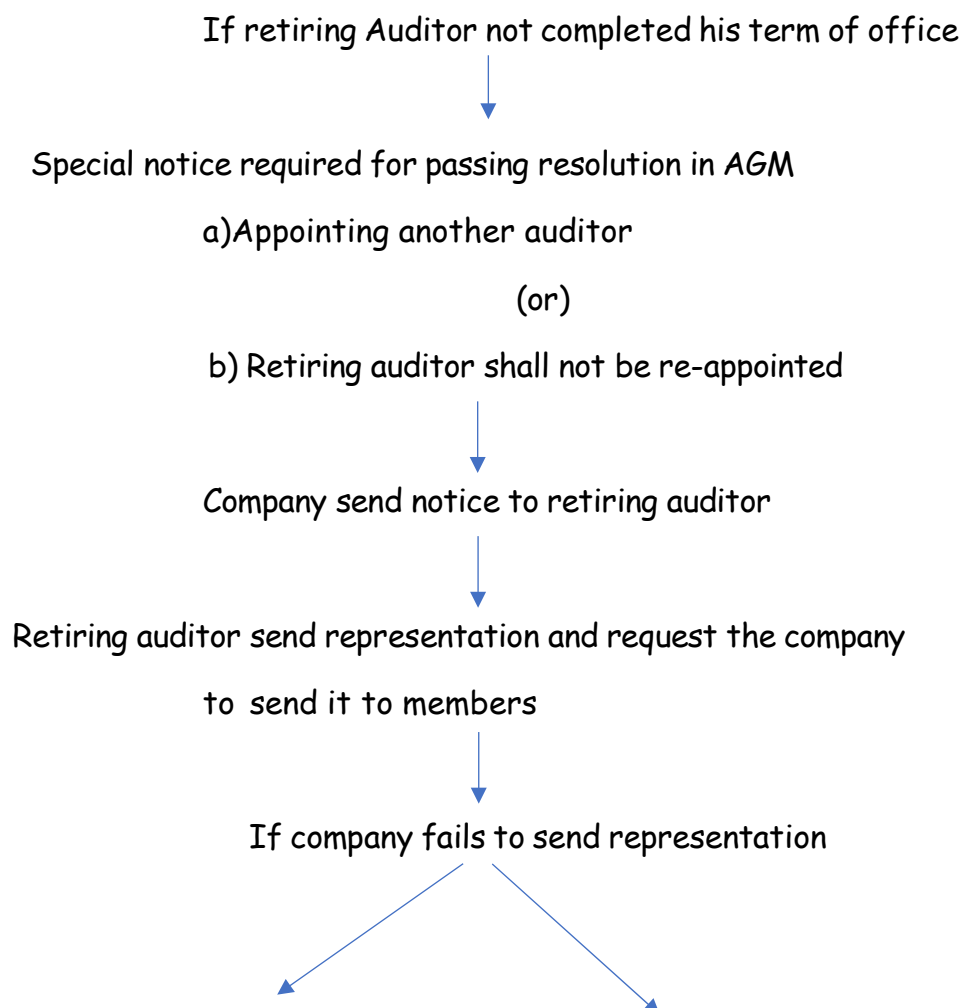 If retiring Auditor not completed his term of office
Special notice required for passing resolution in AGM
a)Appointing another auditor
(or)
b) Retiring auditor shall not be re-appointed
Company send notice to retiring auditor
Retiring auditor send representation and request the company
to send it to members
If company fails to send representation